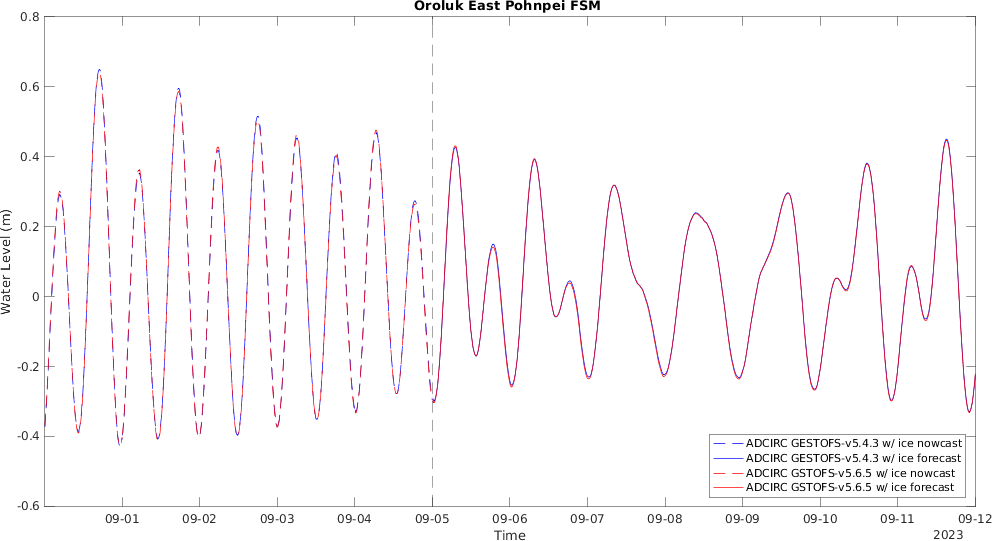 Oroluk East Pohnpei FSM
Water Level (m)
0.8
0.6
0.4
0.2
0
-0.2
-0.4
-0.6
ADCIRC GESTOFS-v5.4.3 w/ ice nowcast
ADCIRC GESTOFS-v5.4.3 w/ ice forecast
ADCIRC GSTOFS-v5.6.5 w/ ice nowcast
ADCIRC GSTOFS-v5.6.5 w/ ice forecast
09-01 09-02 09-03 09-04 09-05 09-06 09-07 09-08 09-09 09-10 09-11 09-12
Time
2023